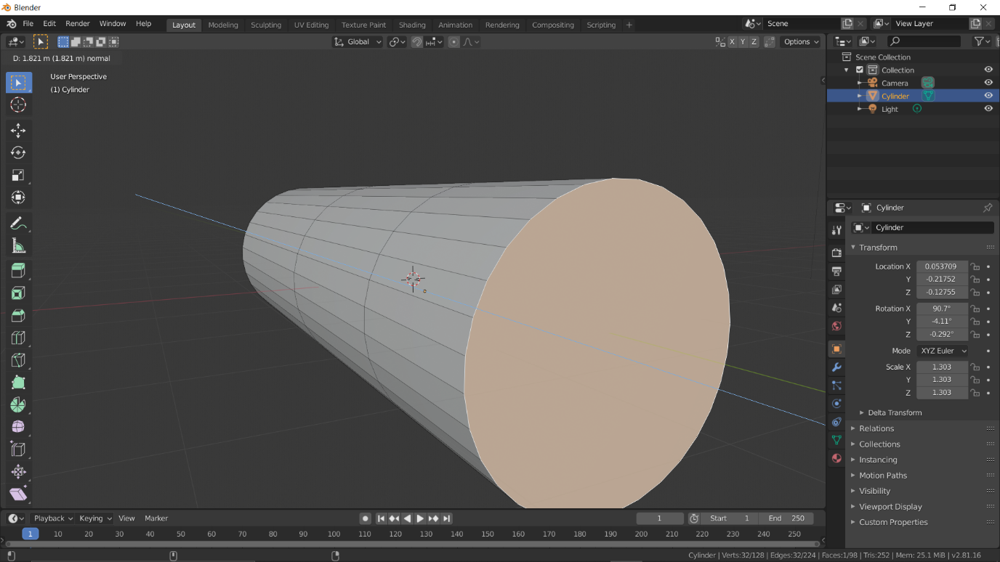 Blender
File Edit Render Window Help Layout Modeling Sculpting UV Editing Texture Paint Shading Animation Rendering Compositing Scripting + Scene View Layer
Global X Y Z Options
D: 1.821 m (1.821 m) normal
User Perspective
(1) Cylinder
Scene Collection
Collection
Camera
Cylinder
Light
Cylinder
Cylinder
Transform
Location X 0.053709
Y -0.21752
Z -0.12755
Rotation X 90.7°
Y -4.11°
Z -0.292°
Mode XYZ Euler
Scale X 1.303
Y 1.303
Z 1.303
Delta Transform
Relations
Collections
Instancing
Motion Paths
Visibility
Viewport Display
Custom Properties
Playback Keying View Marker 1 Start 1 End 250
1 10 20 30 40 50 60 70 80 90 100 110 120 130 140 150 160 170 180 190 200 210 220 230 240 250
Cylinder | Verts:32/128 | Edges:32/224 | Faces:1/98 | Tris:252 | Mem: 25.1 MiB | v2.81.16